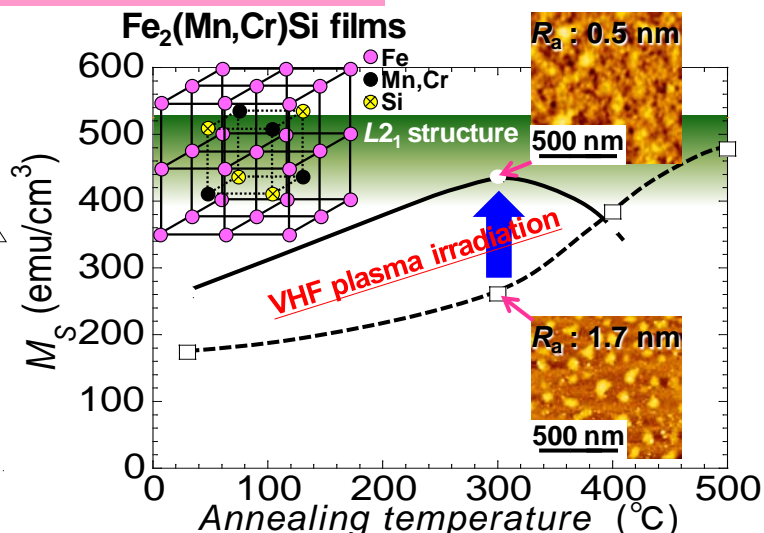 Fe₂(Mn,Cr)Si films
600
500
400
300
200
100
0
M_S (emu/cm³)
Fe
Mn,Cr
Si
L2₁ structure
Rₐ : 0.5 nm
500 nm
VHF plasma irradiation
Rₐ : 1.7 nm
500 nm
0 100 200 300 400 500
Annealing temperature (°C)